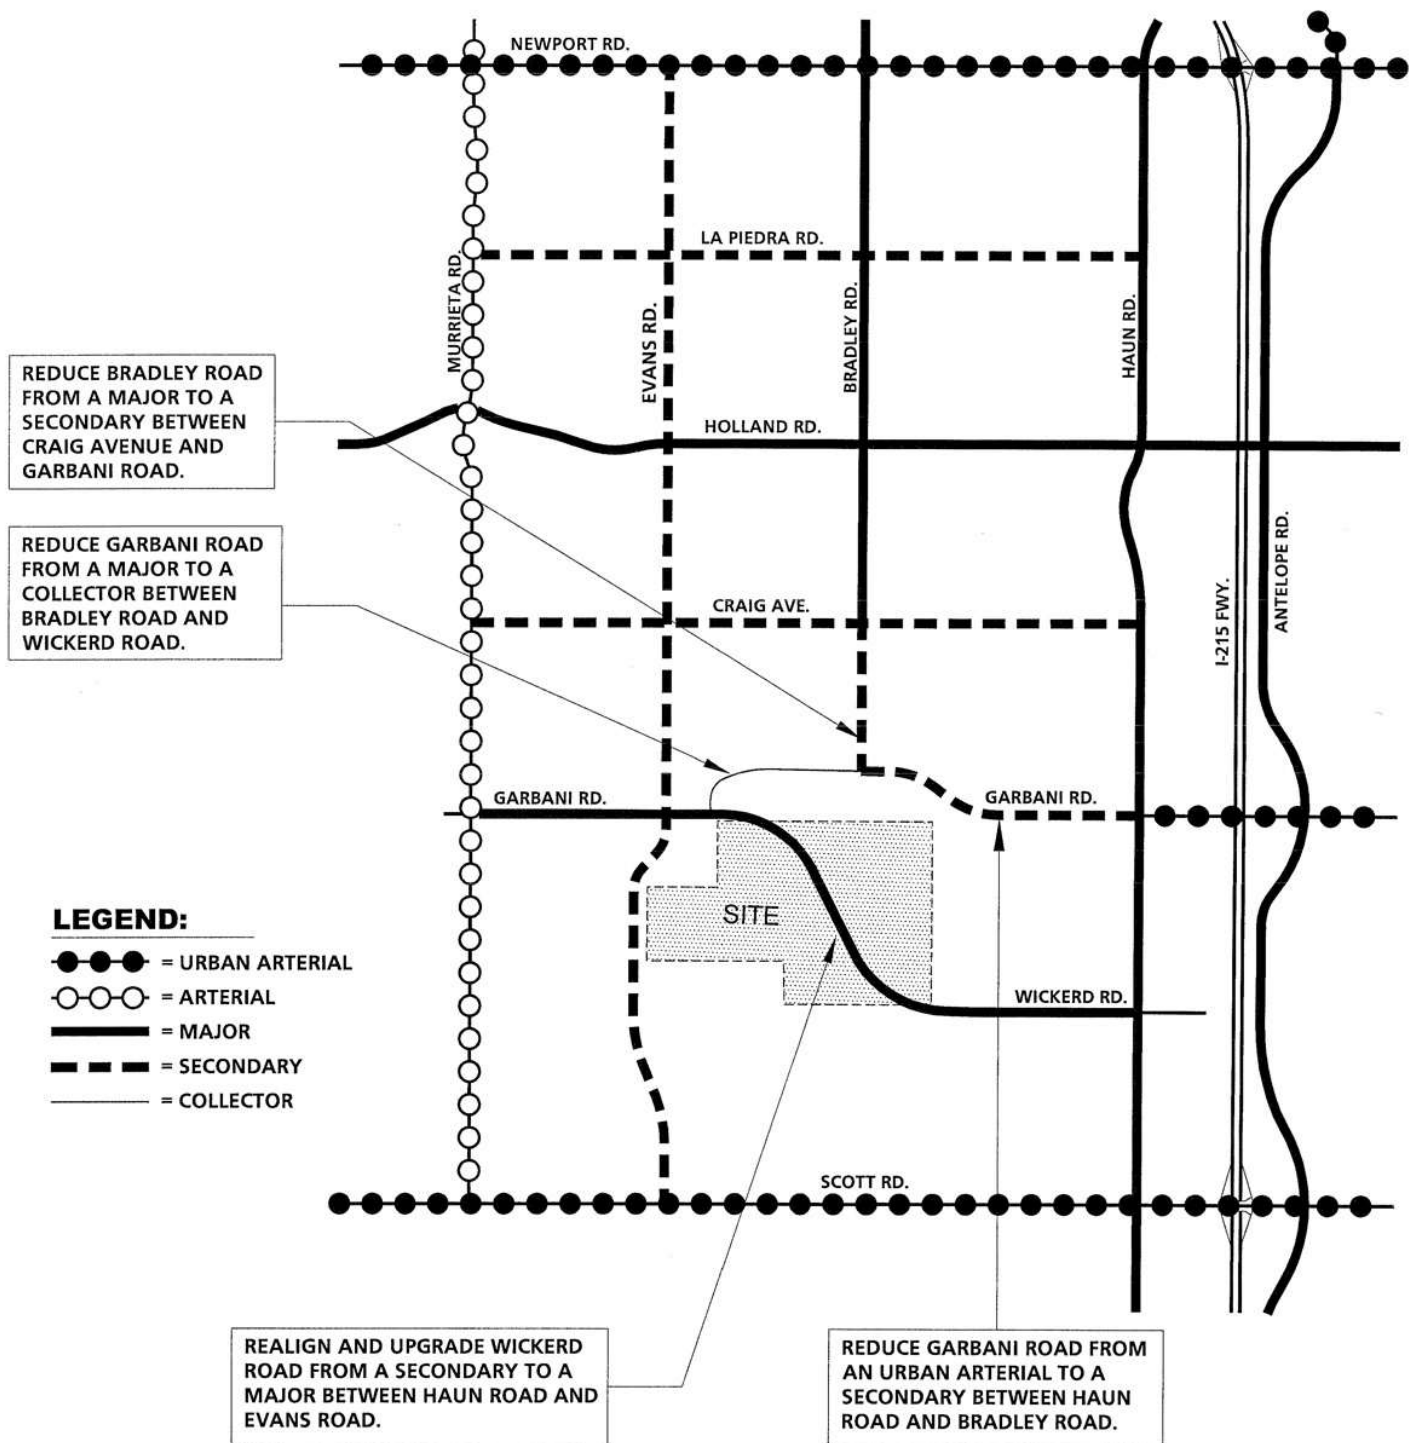 NEWPORT RD.
LA PIEDRA RD.
MURRIETA RD.
EVANS RD.
BRADLEY RD.
HAUN RD.
REDUCE BRADLEY ROAD
FROM A MAJOR TO A
SECONDARY BETWEEN
CRAIG AVENUE AND
GARBANI ROAD.
HOLLAND RD.
REDUCE GARBANI ROAD
FROM A MAJOR TO A
COLLECTOR BETWEEN
BRADLEY ROAD AND
WICKERD ROAD.
CRAIG AVE.
I-215 FWY.
ANTELOPE RD.
GARBANI RD.
GARBANI RD.
SITE
LEGEND:
= URBAN ARTERIAL
= ARTERIAL
= MAJOR
= SECONDARY
= COLLECTOR
WICKERD RD.
SCOTT RD.
REALIGN AND UPGRADE WICKERD
ROAD FROM A SECONDARY TO A
MAJOR BETWEEN HAUN ROAD AND
EVANS ROAD.
REDUCE GARBANI ROAD FROM
AN URBAN ARTERIAL TO A
SECONDARY BETWEEN HAUN
ROAD AND BRADLEY ROAD.